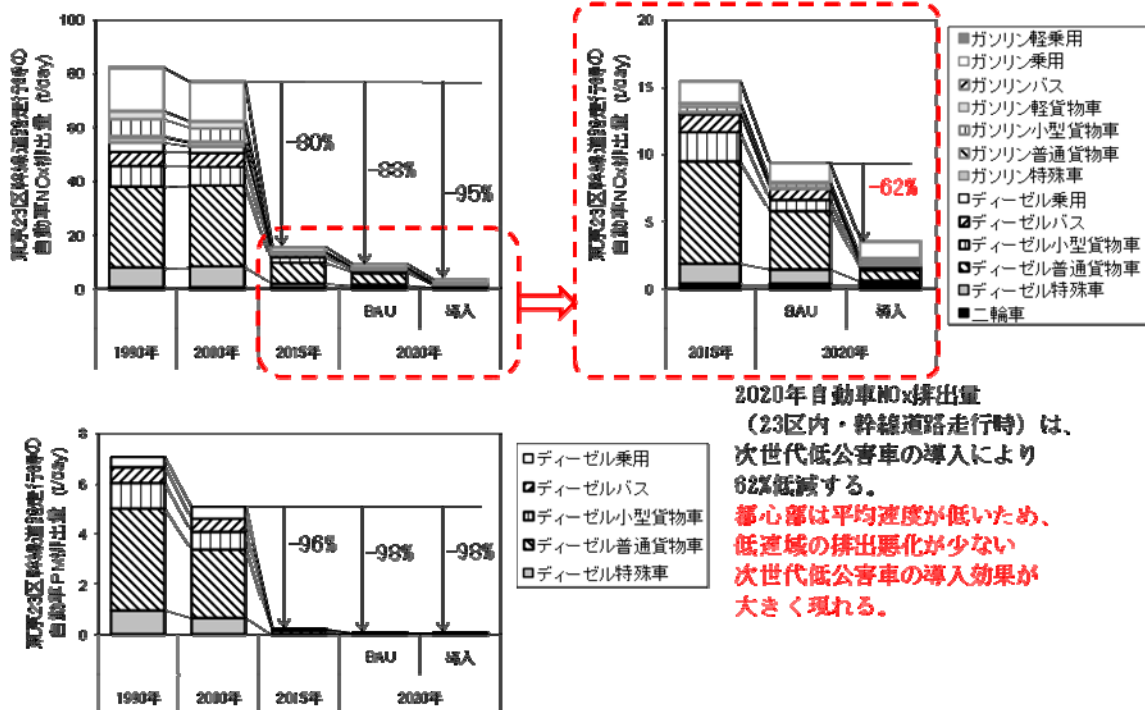 東京23区幹線道路走行時の
自動車NOx排出量 (t/day)
100
80
60
40
20
0
-80%
-88%
-95%
BAU
導入
1990年
2000年
2015年
2020年
東京23区幹線道路走行時の
自動車NOx排出量 (t/day)
20
15
10
5
0
-62%
BAU
導入
2015年
2020年
ガソリン軽乗用
ガソリン乗用
ガソリンバス
ガソリン軽貨物車
ガソリン小型貨物車
ガソリン普通貨物車
ガソリン特殊車
ディーゼル乗用
ディーゼルバス
ディーゼル小型貨物車
ディーゼル普通貨物車
ディーゼル特殊車
二輪車
東京23区幹線道路走行時の
自動車PM排出量 (t/day)
8
6
4
2
0
-96%
-98%
-98%
BAU
導入
1990年
2000年
2015年
2020年
ディーゼル乗用
ディーゼルバス
ディーゼル小型貨物車
ディーゼル普通貨物車
ディーゼル特殊車
2020年自動車NOx排出量
（23区内・幹線道路走行時）は、
次世代低公害車の導入により
62%低減する。
都心部は平均速度が低いため、
低速域の排出悪化が少ない
次世代低公害車の導入効果が
大きく現れる。